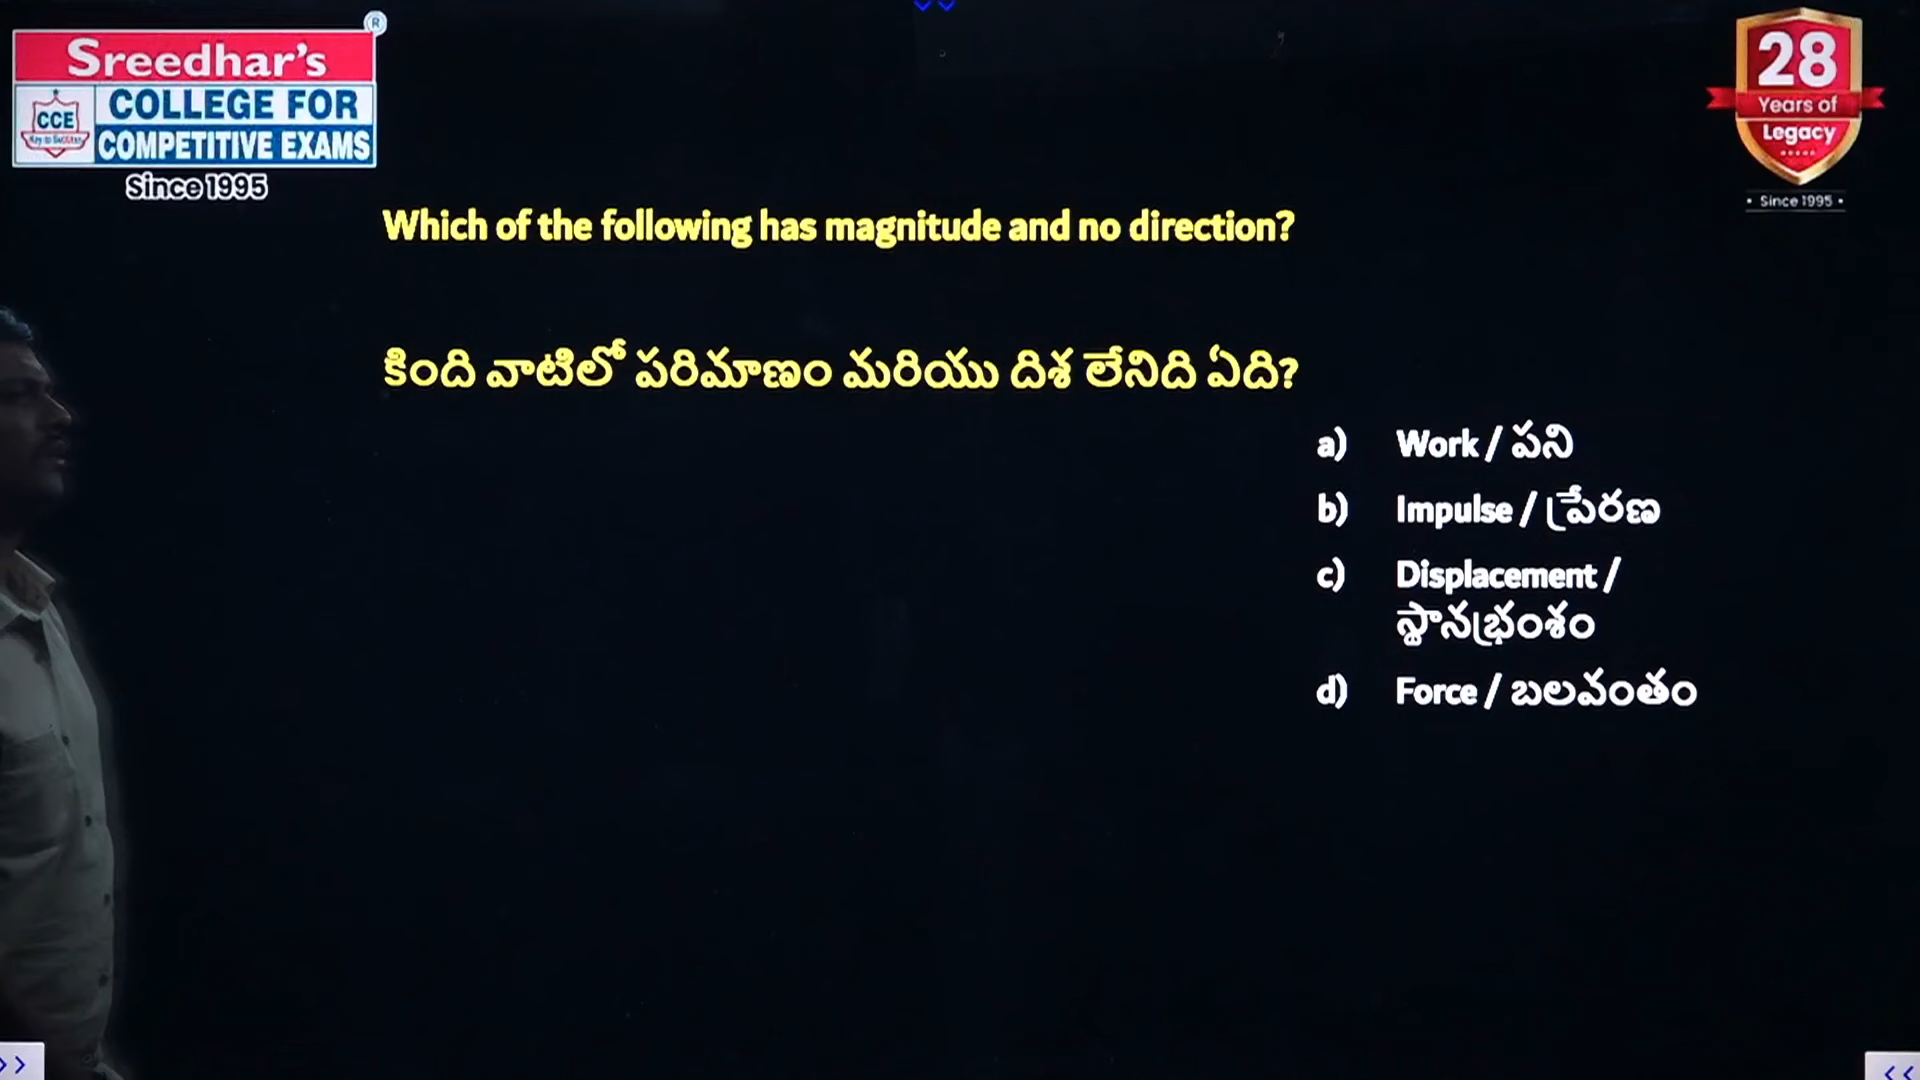 Sreedhar's
®
CCE
COLLEGE FOR
COMPETITIVE EXAMS
Since 1995
28
Years of
Legacy
• Since 1995 •
Which of the following has magnitude and no direction?
కింది వాటిలో పరిమాణం మరియు దిశ లేనిది ఏది?
a) Work / పని
b) Impulse / ప్రేరణ
c) Displacement /
స్థానభ్రంశం
d) Force / బలవంతం
>>
<<